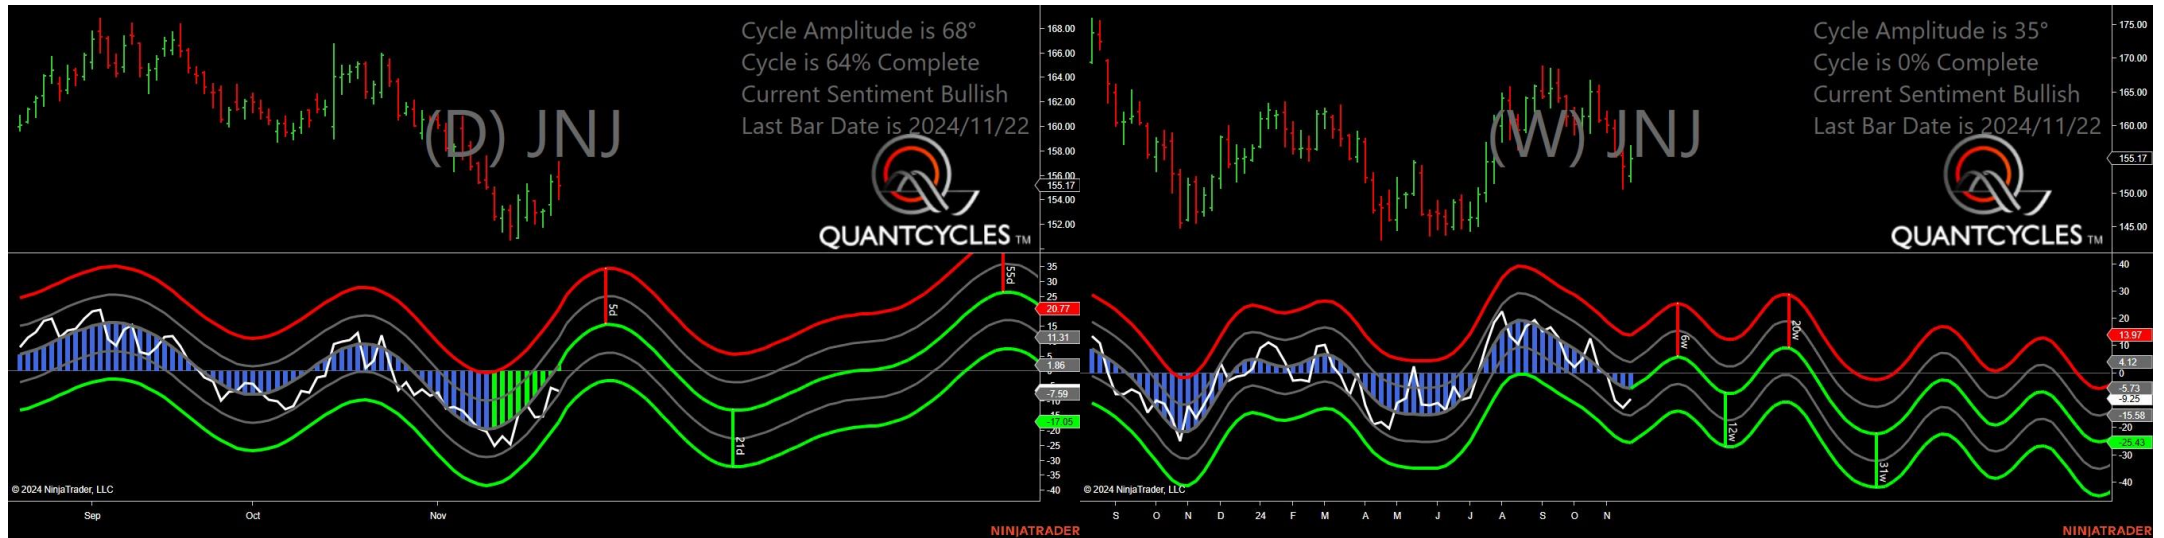 Cycle Amplitude is 68°
Cycle is 64% Complete
Current Sentiment Bullish
Last Bar Date is 2024/11/22
(D) JNJ
QUANTCYCLES TM
168.00
166.00
164.00
162.00
160.00
158.00
156.00
155.17
154.00
152.00
5d
21d
55d
35
30
25
20.77
15
11.31
5
1.86
-7.59
-10
-15
-17.05
-20
-25
-30
-35
-40
© 2024 NinjaTrader, LLC
Sep Oct Nov
NINJATRADER
Cycle Amplitude is 35°
Cycle is 0% Complete
Current Sentiment Bullish
Last Bar Date is 2024/11/22
(W) JNJ
QUANTCYCLES TM
175.00
170.00
165.00
160.00
155.17
150.00
145.00
6w
12w
20w
31w
40
30
20
13.97
10
4.12
0
-5.73
-9.25
-15.58
-20
-25.43
-30
-40
© 2024 NinjaTrader, LLC
S O N D 24 F M A M J J A S O N
NINJATRADER